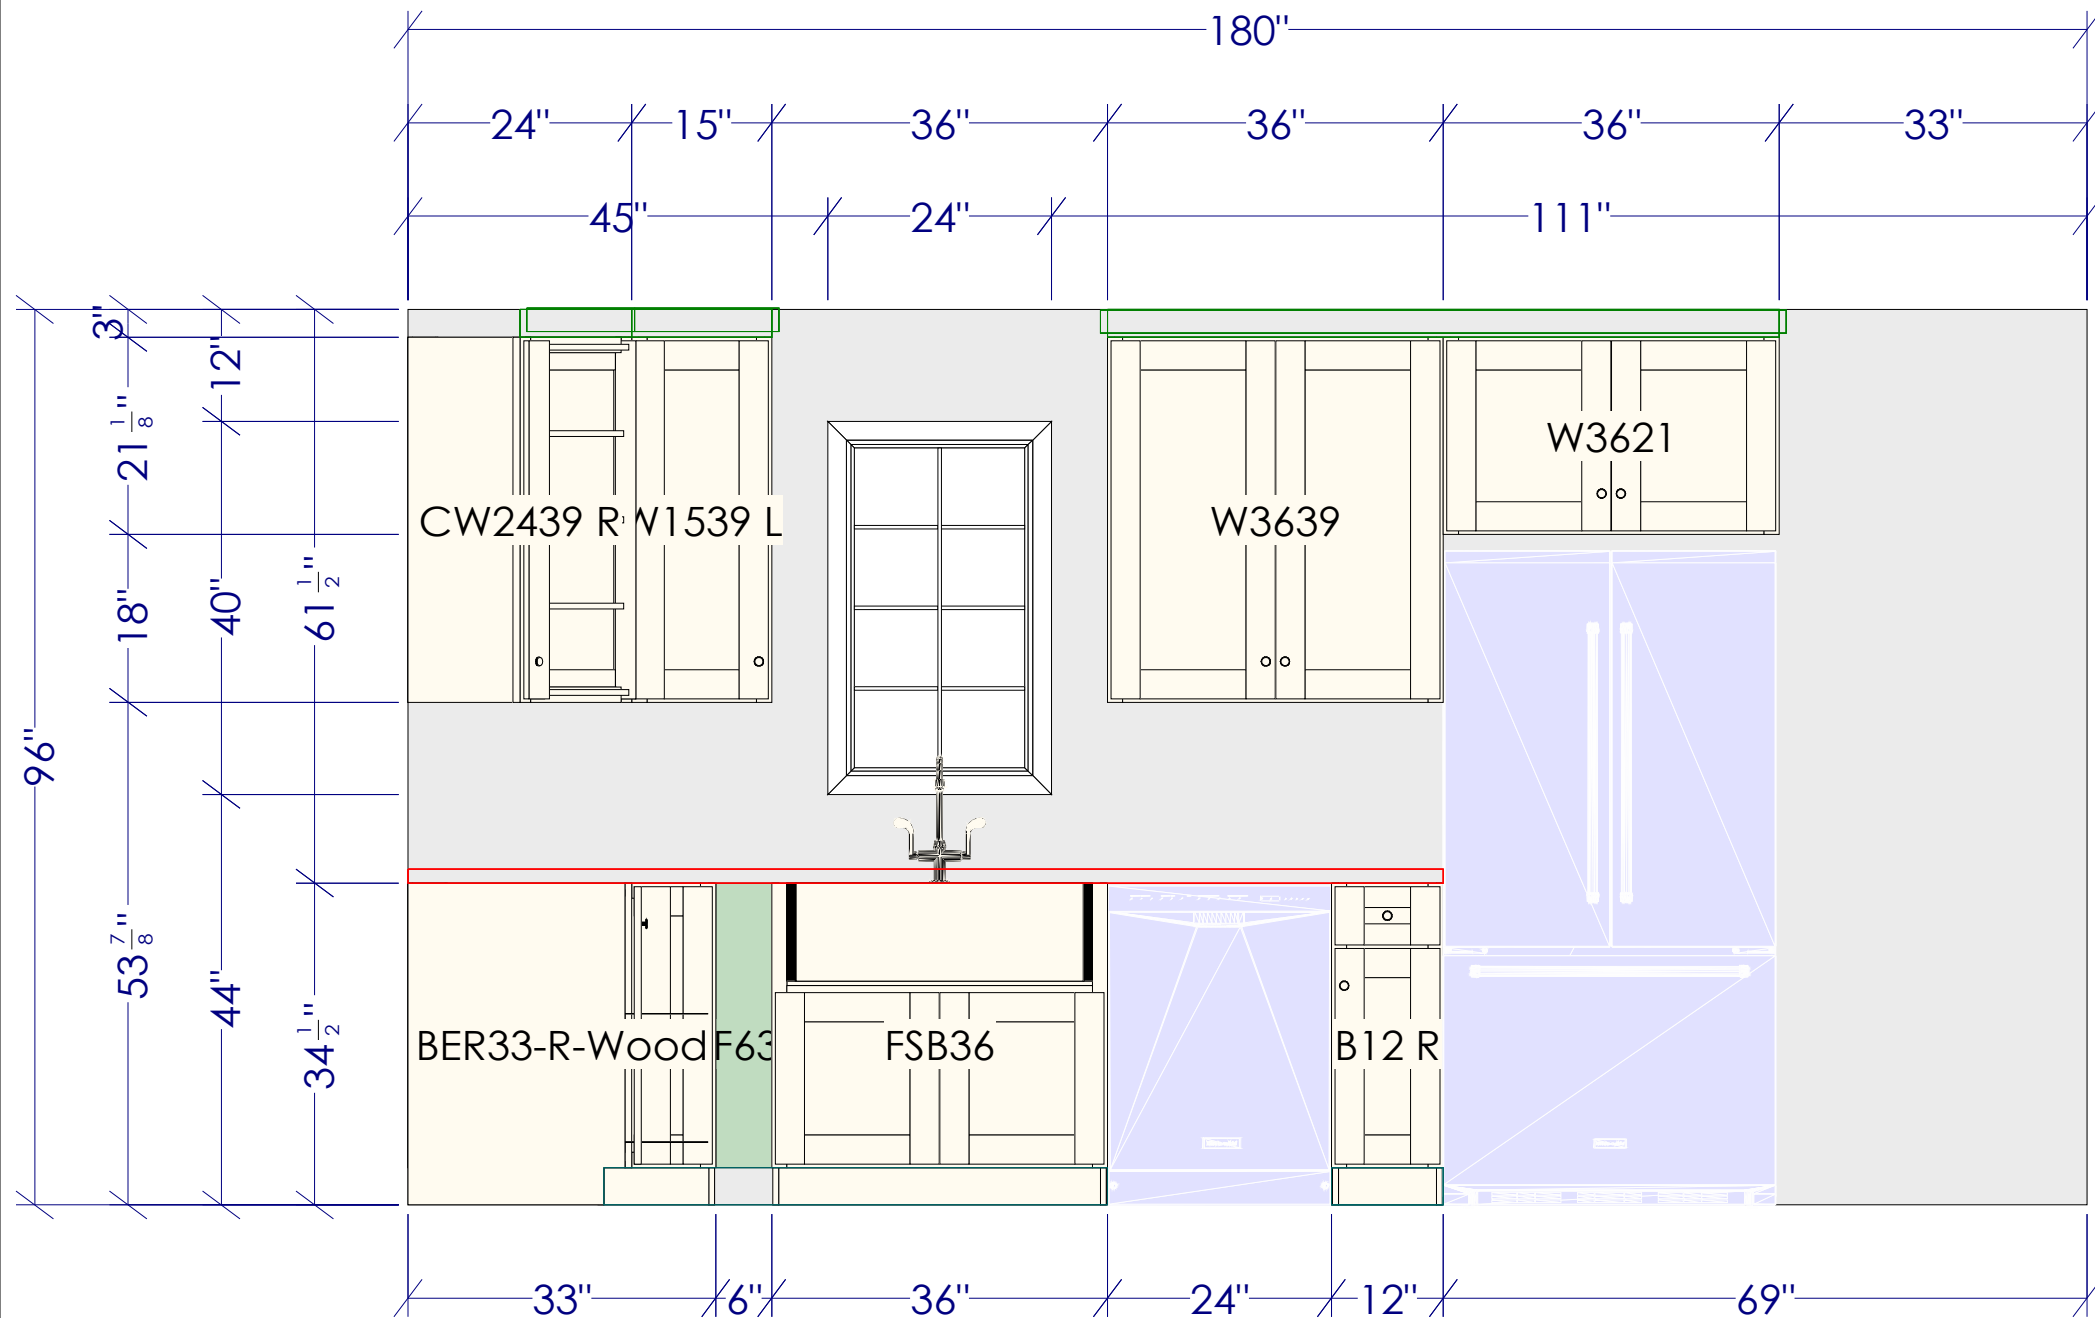 180"
24" 15" 36" 36" 36" 33"
45" 24" 111"
3"
12"
21 1/8"
W3621
CW2439 R W1539 L W3639
18" 40" 61 1/2"
96"
53 7/8" 44" 34 1/2"
BER33-R-Wood F63 FSB36 B12 R
33" 6" 36" 24" 12" 69"